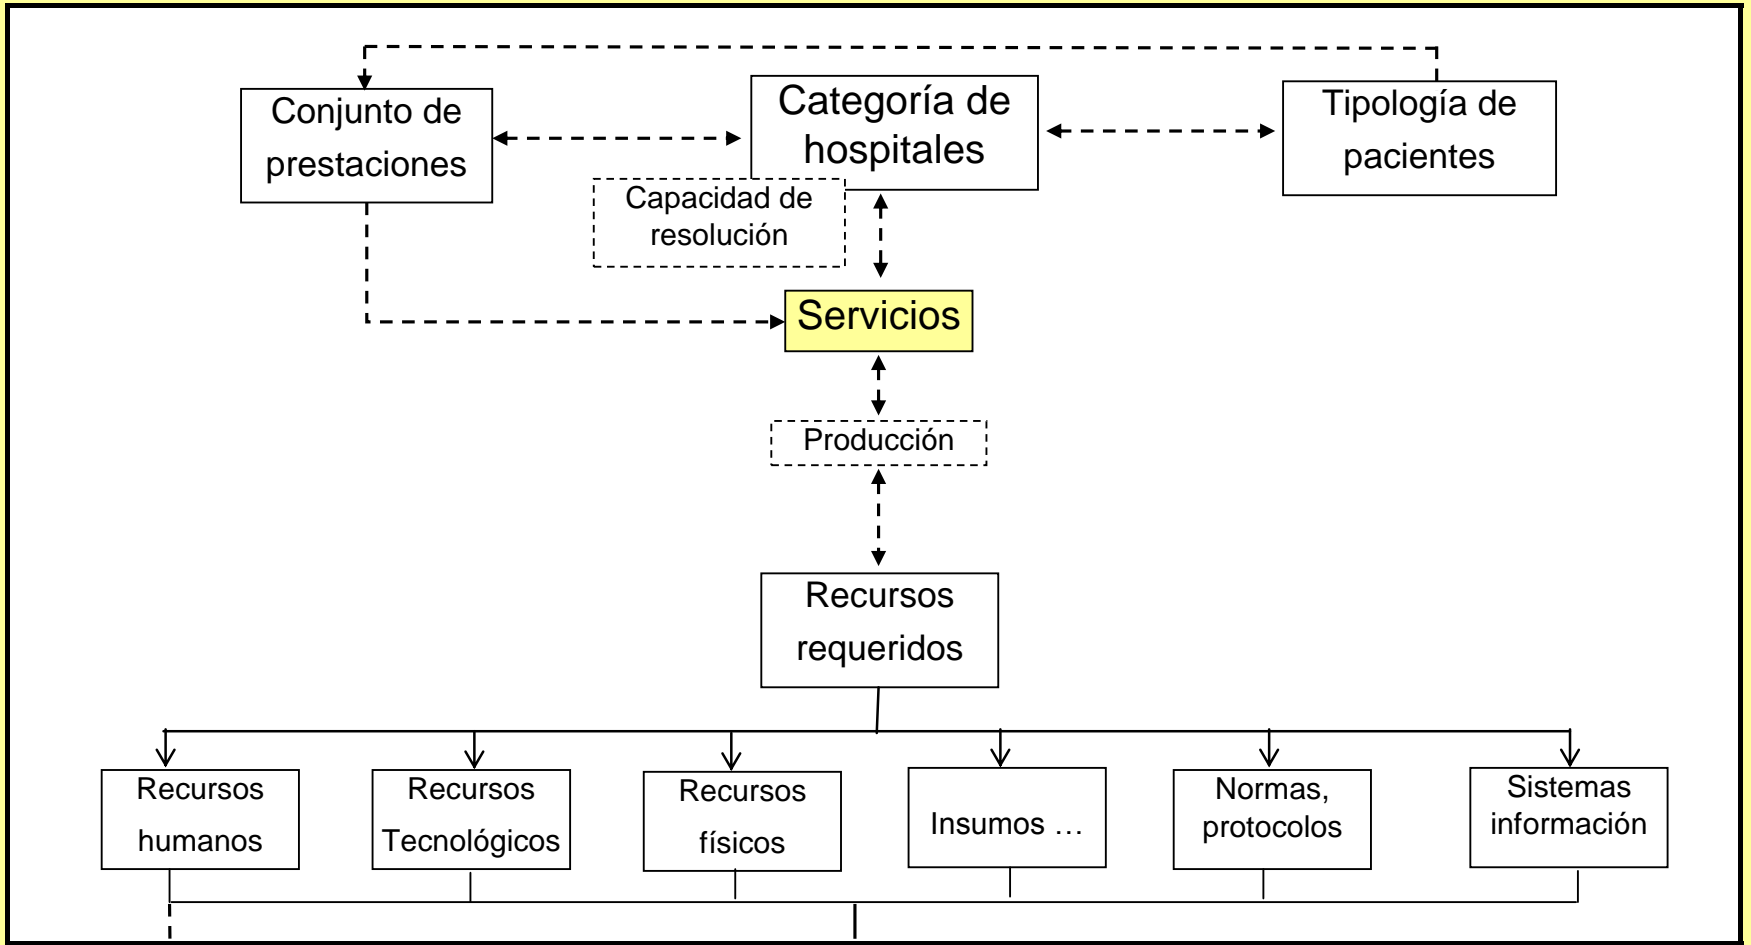 Conjunto de
prestaciones
Categoría de
hospitales
Tipología de
pacientes
Capacidad de
resolución
Servicios
Producción
Recursos
requeridos
Recursos
humanos
Recursos
Tecnológicos
Recursos
físicos
Insumos …
Normas,
protocolos
Sistemas
información